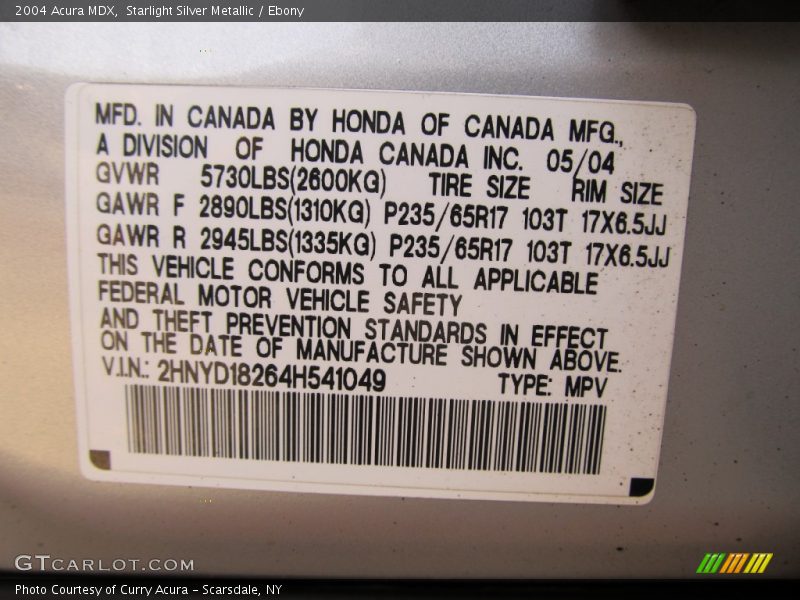 2004 Acura MDX,  Starlight Silver Metallic / Ebony
MFD. IN CANADA BY HONDA OF CANADA MFG.,
A DIVISION OF HONDA CANADA INC. 05/04
GVWR 5730LBS(2600KG) TIRE SIZE RIM SIZE
GAWR F 2890LBS(1310KG) P235/65R17 103T 17X6.5JJ
GAWR R 2945LBS(1335KG) P235/65R17 103T 17X6.5JJ
THIS VEHICLE CONFORMS TO ALL APPLICABLE
FEDERAL MOTOR VEHICLE SAFETY
AND THEFT PREVENTION STANDARDS IN EFFECT
ON THE DATE OF MANUFACTURE SHOWN ABOVE.
V.I.N.: 2HNYD18264H541049 TYPE: MPV
GTCARLOT.COM
Photo Courtesy of Curry Acura - Scarsdale, NY